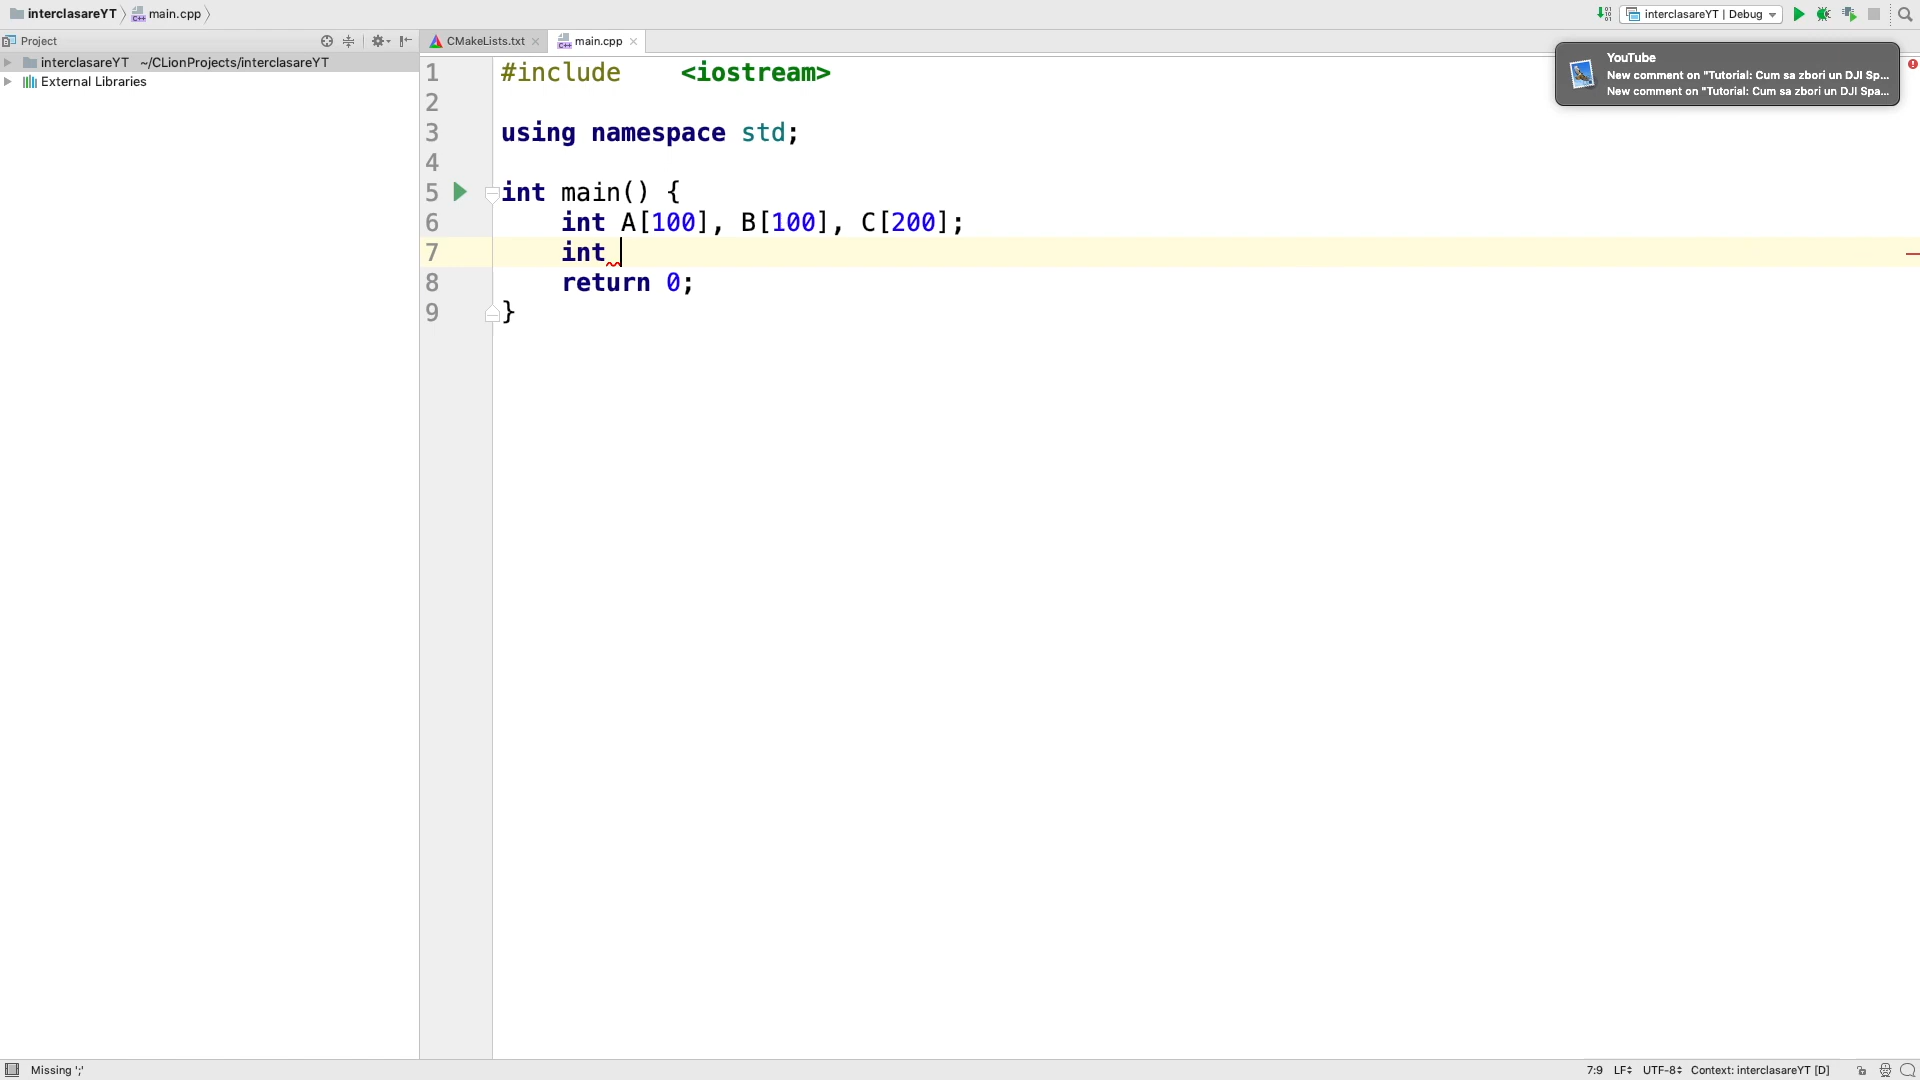 interclasareYT main.cpp
interclasareYT | Debug
Project
CMakeLists.txt
main.cpp
interclasareYT ~/CLionProjects/interclasareYT
External Libraries
YouTube
New comment on "Tutorial: Cum sa zbori un DJI Sp...
New comment on "Tutorial: Cum sa zbori un DJI Spa...
1 #include    <iostream>
2
3 using namespace std;
4
5 int main() {
6     int A[100], B[100], C[200];
7     int
8     return 0;
9 }
Missing ';'
7:9 LF UTF-8 Context: interclasareYT [D]